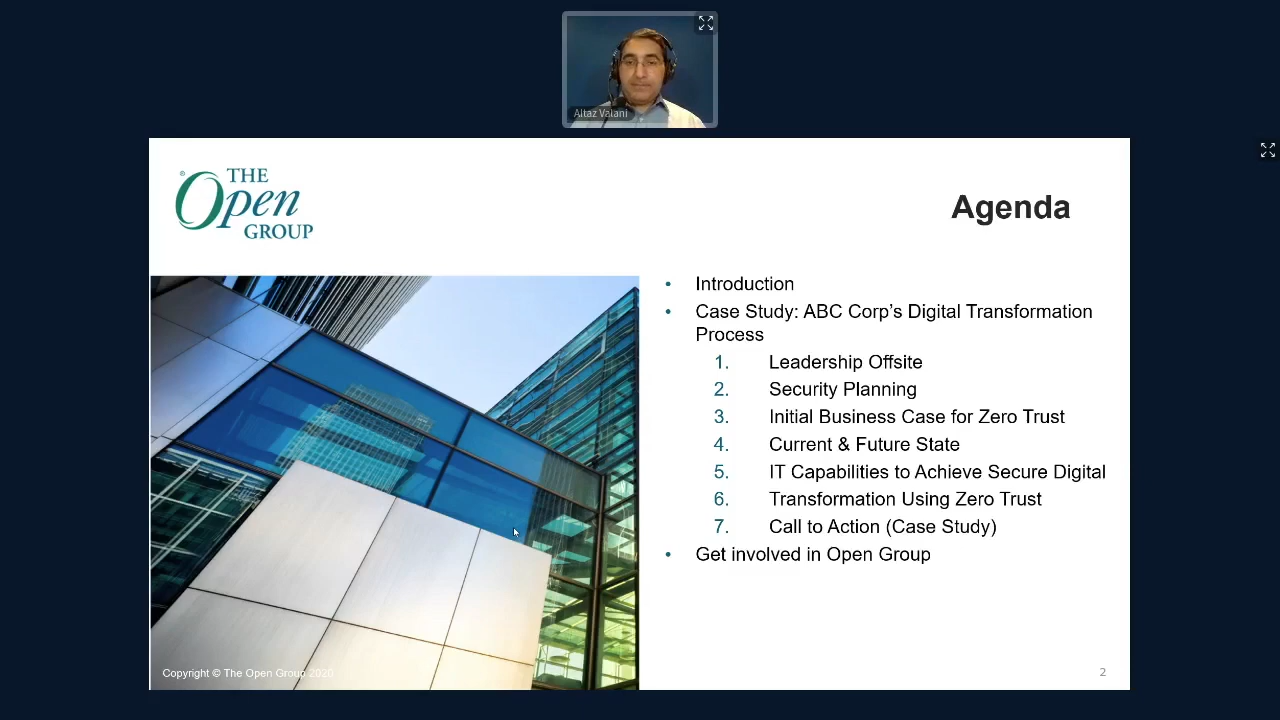 Altaz Valani
THE
Open
GROUP
®
Agenda
• Introduction
• Case Study: ABC Corp’s Digital Transformation
Process
1. Leadership Offsite
2. Security Planning
3. Initial Business Case for Zero Trust
4. Current & Future State
5. IT Capabilities to Achieve Secure Digital
6. Transformation Using Zero Trust
7. Call to Action (Case Study)
• Get involved in Open Group
Copyright © The Open Group 2020
2